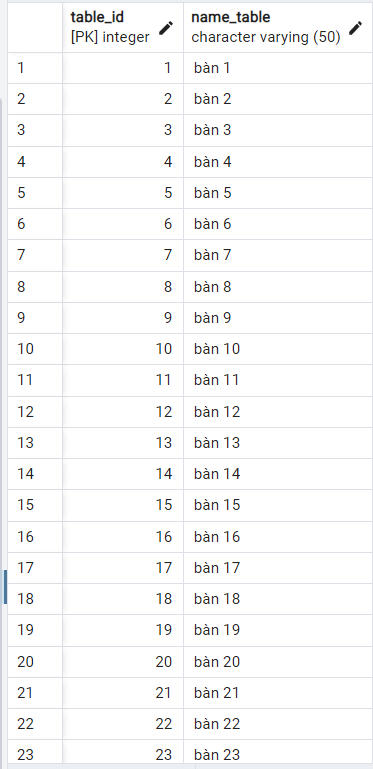 table_id name_table
[PK] integer character varying (50)
1 1 bàn 1
2 2 bàn 2
3 3 bàn 3
4 4 bàn 4
5 5 bàn 5
6 6 bàn 6
7 7 bàn 7
8 8 bàn 8
9 9 bàn 9
10 10 bàn 10
11 11 bàn 11
12 12 bàn 12
13 13 bàn 13
14 14 bàn 14
15 15 bàn 15
16 16 bàn 16
17 17 bàn 17
18 18 bàn 18
19 19 bàn 19
20 20 bàn 20
21 21 bàn 21
22 22 bàn 22
23 23 bàn 23